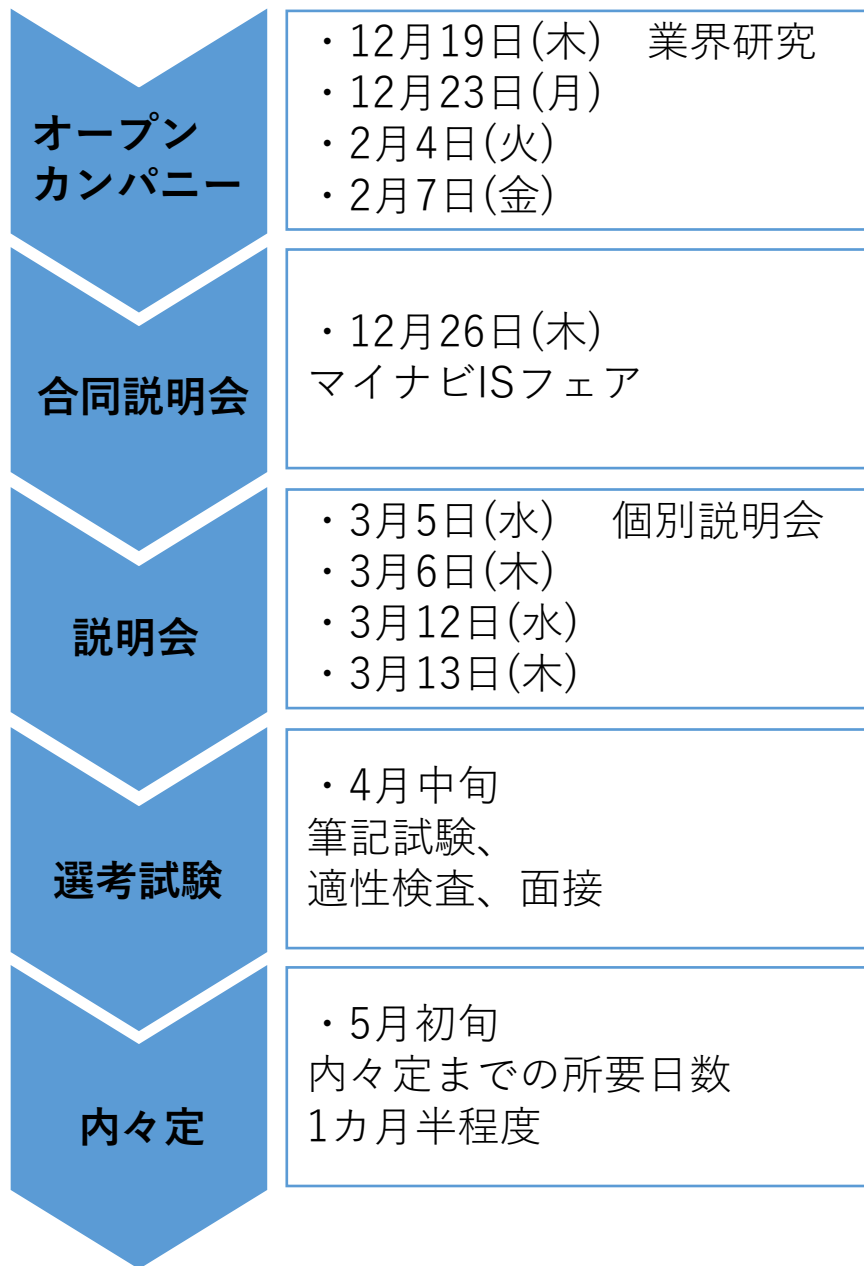 オープン
カンパニー
・12月19日(木)　業界研究
・12月23日(月)
・2月4日(火)
・2月7日(金)
合同説明会
・12月26日(木)
マイナビISフェア
説明会
・3月5日(水)　個別説明会
・3月6日(木)
・3月12日(水)
・3月13日(木)
選考試験
・4月中旬
筆記試験、
適性検査、面接
内々定
・5月初旬
内々定までの所要日数
1カ月半程度